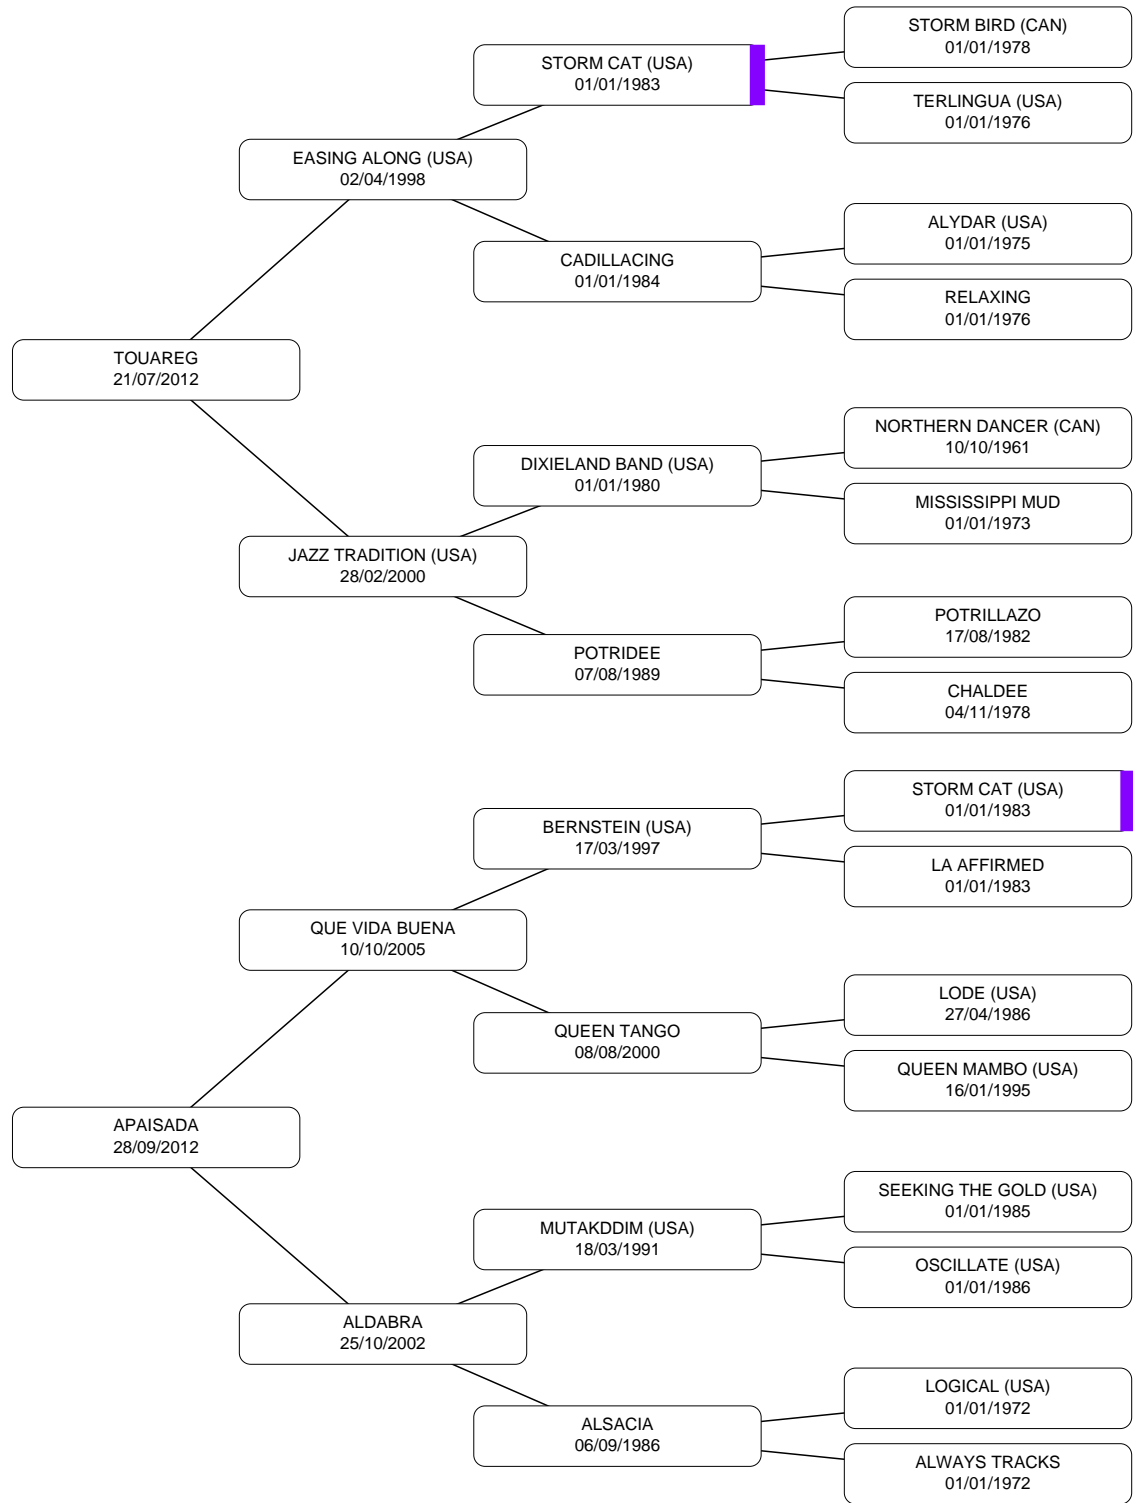 STORM BIRD (CAN)
01/01/1978
STORM CAT (USA)
01/01/1983
TERLINGUA (USA)
01/01/1976
EASING ALONG (USA)
02/04/1998
ALYDAR (USA)
01/01/1975
CADILLACING
01/01/1984
RELAXING
01/01/1976
TOUAREG
21/07/2012
NORTHERN DANCER (CAN)
10/10/1961
DIXIELAND BAND (USA)
01/01/1980
MISSISSIPPI MUD
01/01/1973
JAZZ TRADITION (USA)
28/02/2000
POTRILLAZO
17/08/1982
POTRIDEE
07/08/1989
CHALDEE
04/11/1978
STORM CAT (USA)
01/01/1983
BERNSTEIN (USA)
17/03/1997
LA AFFIRMED
01/01/1983
QUE VIDA BUENA
10/10/2005
LODE (USA)
27/04/1986
QUEEN TANGO
08/08/2000
QUEEN MAMBO (USA)
16/01/1995
APAISADA
28/09/2012
SEEKING THE GOLD (USA)
01/01/1985
MUTAKDDIM (USA)
18/03/1991
OSCILLATE (USA)
01/01/1986
ALDABRA
25/10/2002
LOGICAL (USA)
01/01/1972
ALSACIA
06/09/1986
ALWAYS TRACKS
01/01/1972